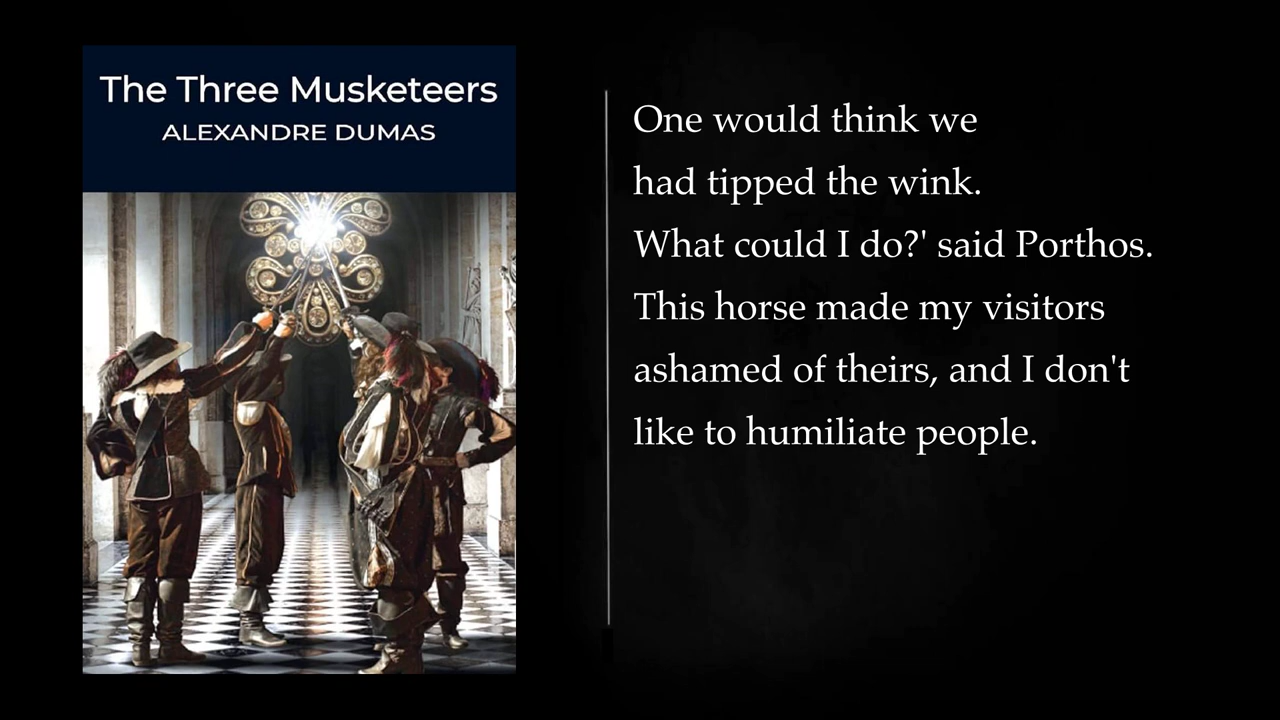 The Three Musketeers
ALEXANDRE DUMAS
One would think we
had tipped the wink.
What could I do?' said Porthos.
This horse made my visitors
ashamed of theirs, and I don't
like to humiliate people.